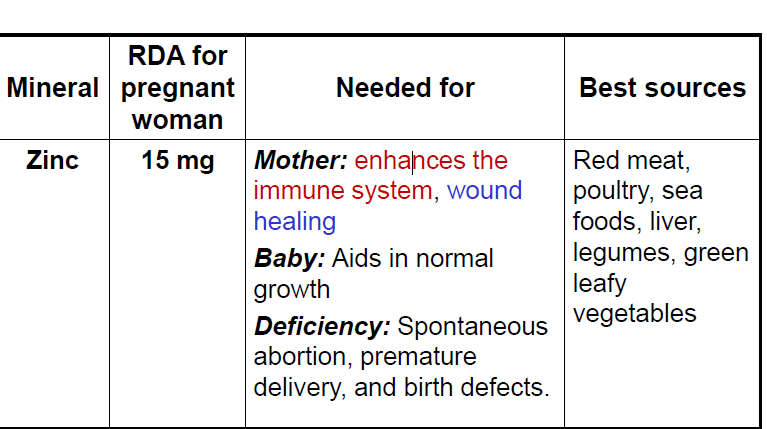 Mineral
RDA for
pregnant
woman
Needed for
Best sources
Zinc
15 mg
Mother: enhances the
immune system, wound
healing
Baby: Aids in normal
growth
Deficiency: Spontaneous
abortion, premature
delivery, and birth defects.
Red meat,
poultry, sea
foods, liver,
legumes, green
leafy
vegetables